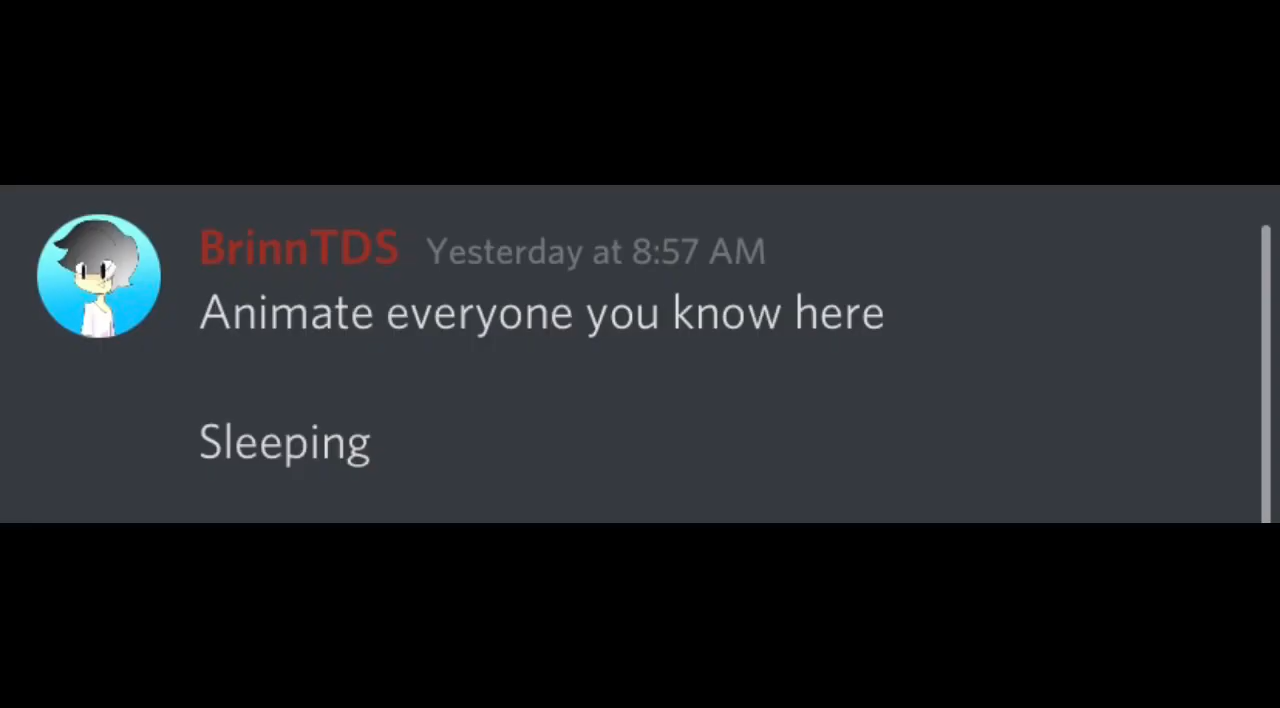 BrinnTDS Yesterday at 8:57 AM
Animate everyone you know here
Sleeping